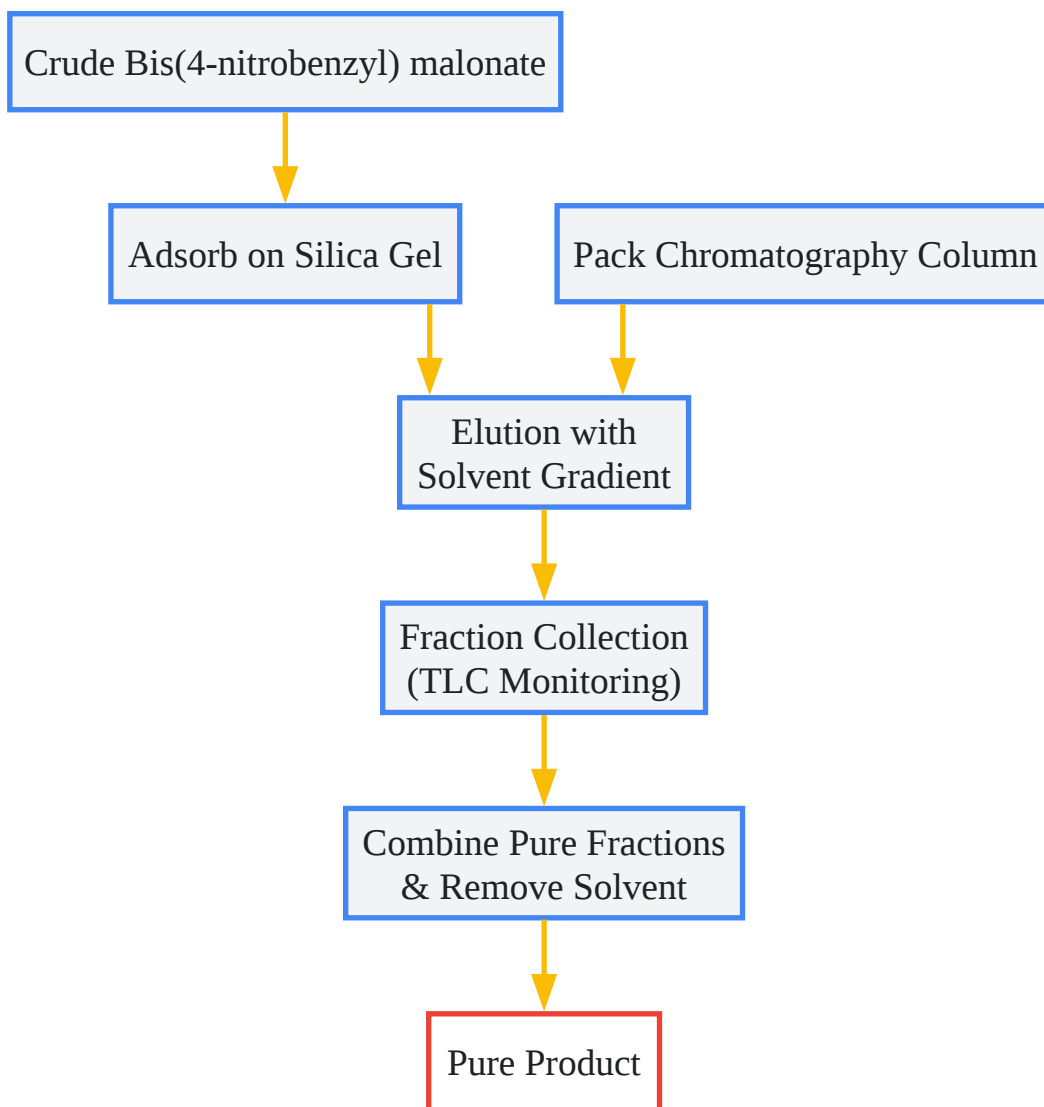 Crude Bis(4-nitrobenzyl) malonate
Adsorb on Silica Gel
Pack Chromatography Column
Elution with
Solvent Gradient
Fraction Collection
(TLC Monitoring)
Combine Pure Fractions
& Remove Solvent
Pure Product